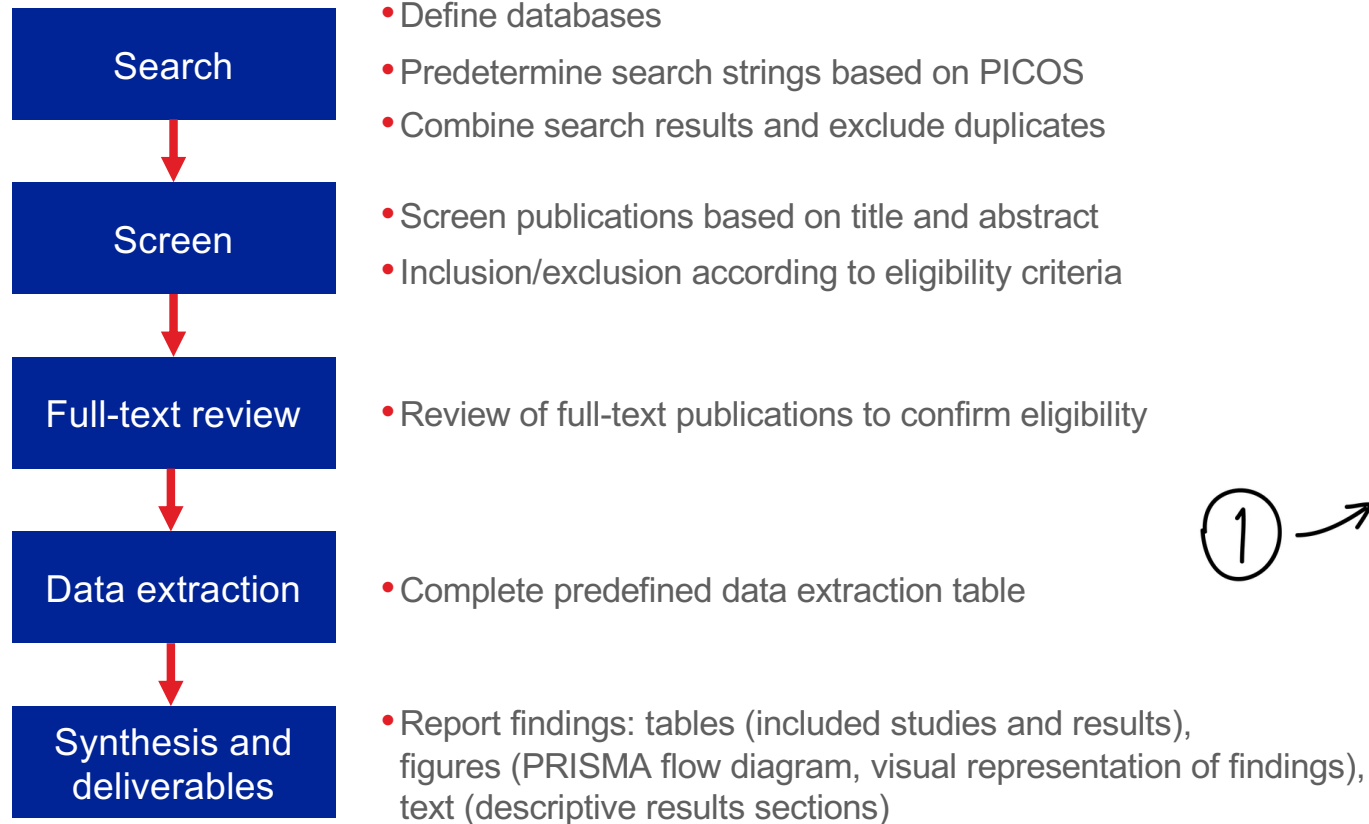 Search
• Define databases
• Predetermine search strings based on PICOS
• Combine search results and exclude duplicates
Screen
• Screen publications based on title and abstract
• Inclusion/exclusion according to eligibility criteria
Full-text review
• Review of full-text publications to confirm eligibility
1
Data extraction
• Complete predefined data extraction table
Synthesis and
deliverables
• Report findings: tables (included studies and results),
figures (PRISMA flow diagram, visual representation of findings),
text (descriptive results sections)